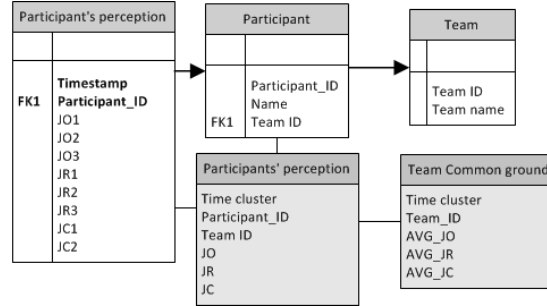 Participant's perception
FK1
Timestamp
Participant_ID
JO1
JO2
JO3
JR1
JR2
JR3
JC1
JC2
Participant
Participant_ID
Name
FK1 Team ID
Team
Team ID
Team name
Participants' perception
Time cluster
Participant_ID
Team ID
JO
JR
JC
Team Common ground
Time cluster
Team_ID
AVG_JO
AVG_JR
AVG_JC